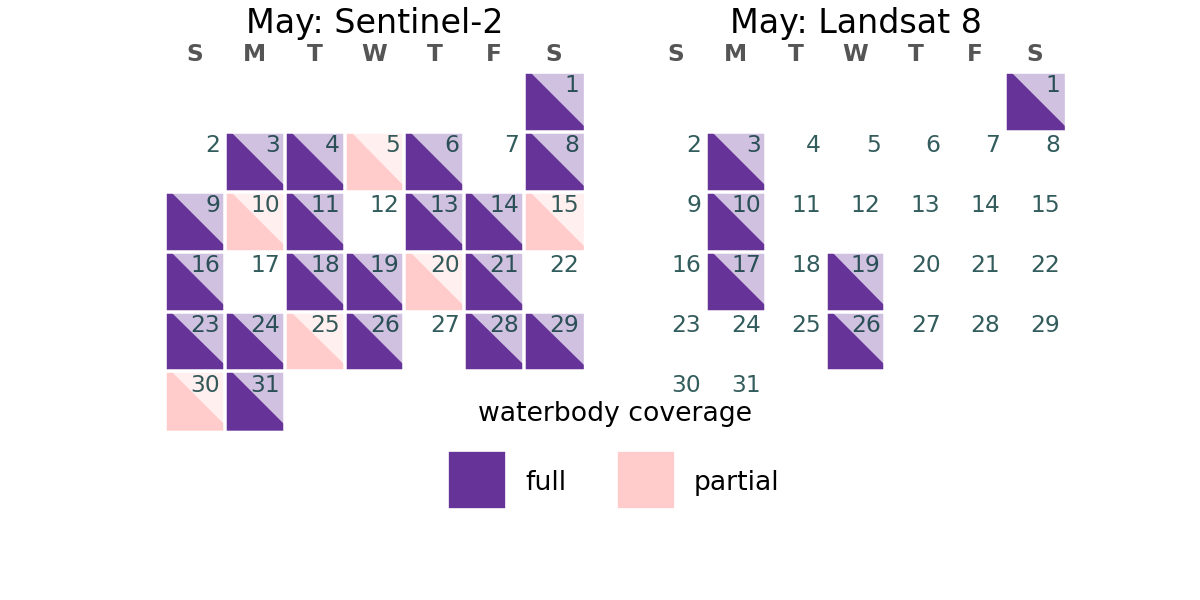 May: Sentinel-2
S M T W T F S
1
2 3 4 5 6 7 8
9 10 11 12 13 14 15
16 17 18 19 20 21 22
23 24 25 26 27 28 29
30 31
May: Landsat 8
S M T W T F S
1
2 3 4 5 6 7 8
9 10 11 12 13 14 15
16 17 18 19 20 21 22
23 24 25 26 27 28 29
30 31
waterbody coverage
full partial